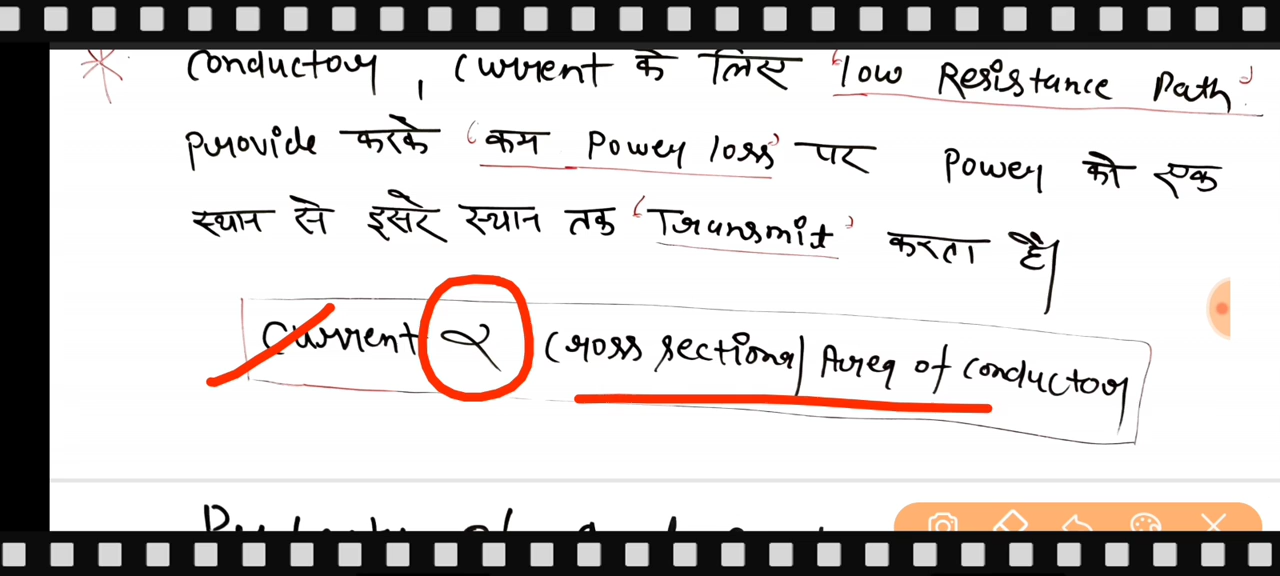 * Conductor, Current के लिए 'low Resistance Path'
provide करके 'कम Power loss' पर Power को एक
स्थान से दूसरे स्थान तक 'Transmit' करता है।
Current ∝ Cross sectional Area of conductor